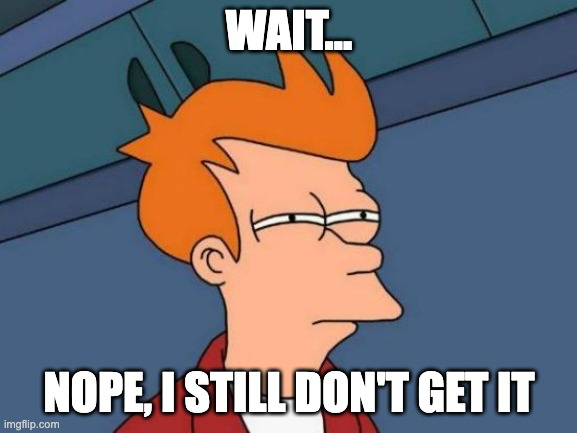 WAIT...
NOPE, I STILL DON'T GET IT
imgflip.com